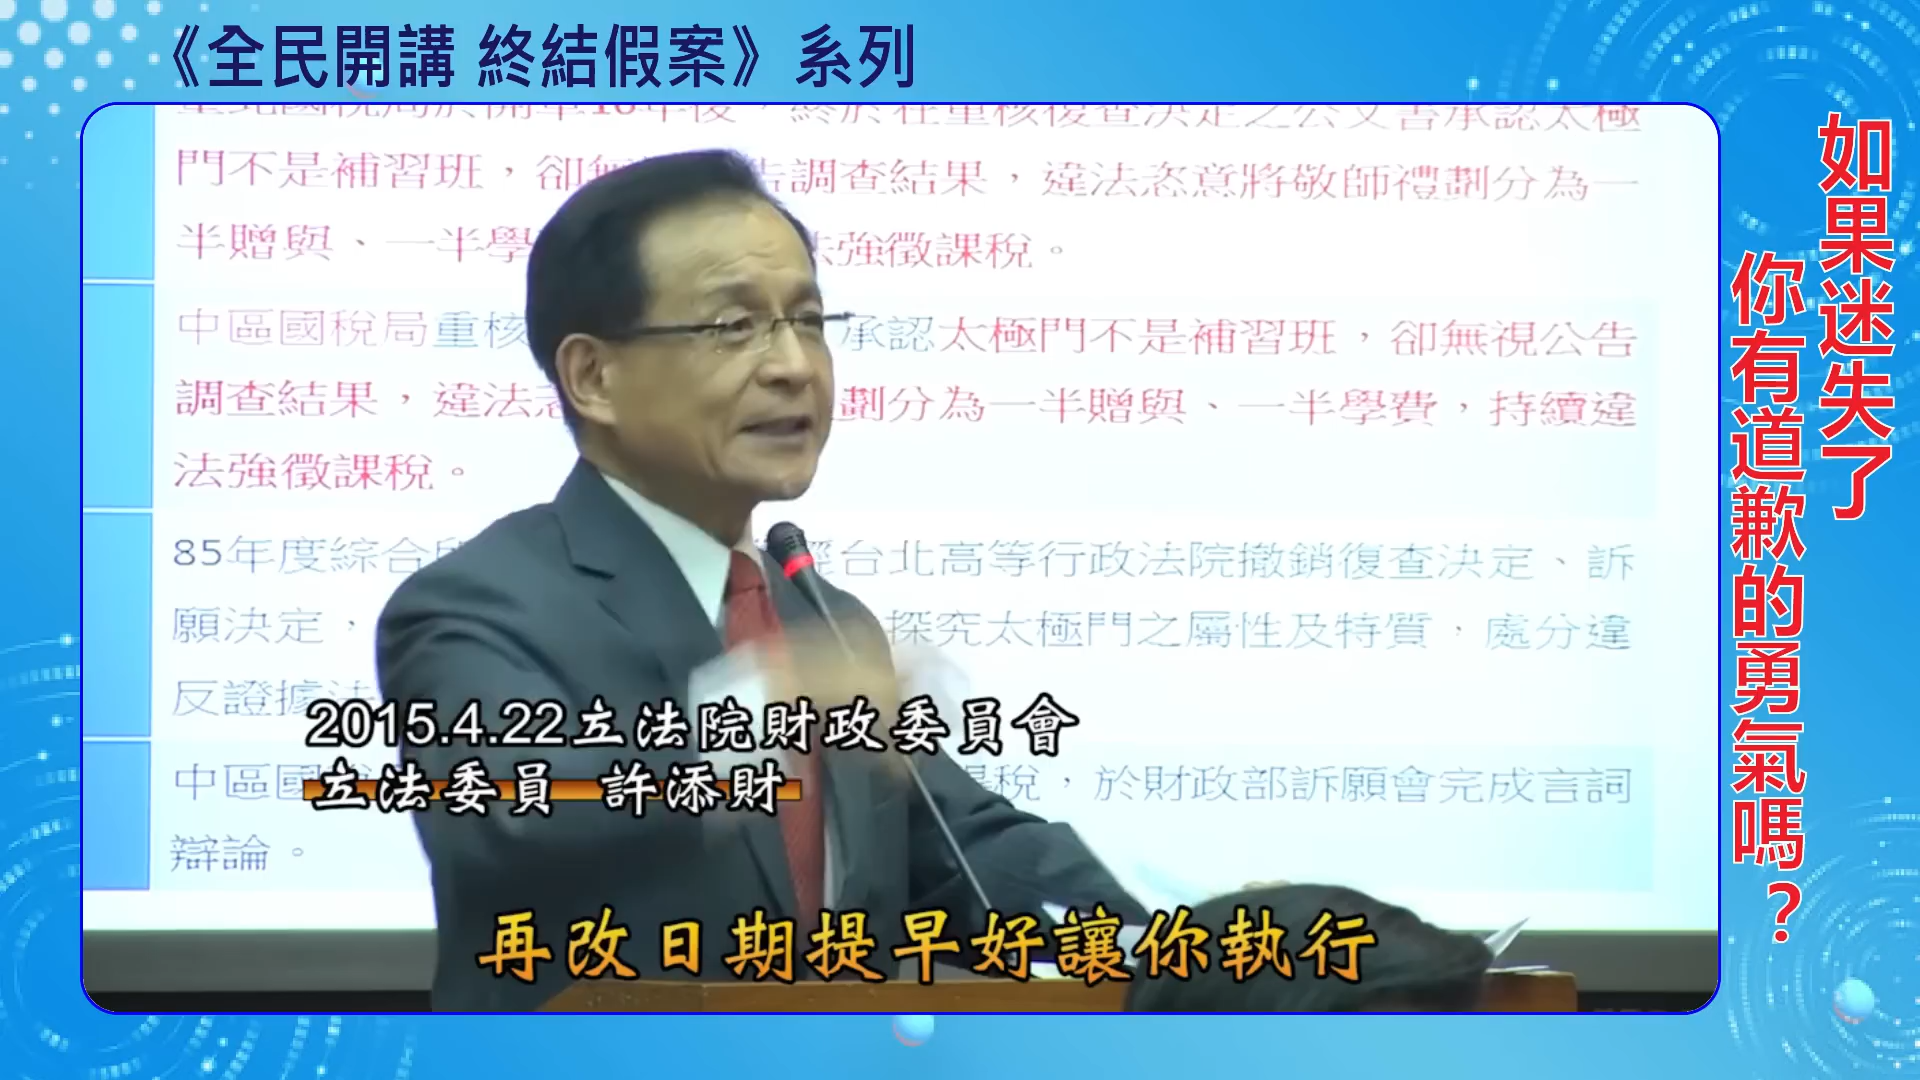 《全民開講 終結假案》系列
如果迷失了
你有道歉的勇氣嗎？
門不是補習班，卻無 告調查結果，違法恣意將敬師禮劃分為一
半贈與、一半學 法強徵課稅。
中區國稅局重核 承認太極門不是補習班，卻無視公告
調查結果，違法恣 劃分為一半贈與、一半學費，持續違
法強徵課稅。
85年度綜合所 經台北高等行政法院撤銷復查決定、訴
願決定， 探究太極門之屬性及特質，處分違
反證據法
2015.4.22立法院財政委員會
立法委員 許添財
中區國 課稅，於財政部訴願會完成言詞
辯論。
再改日期提早好讓你執行